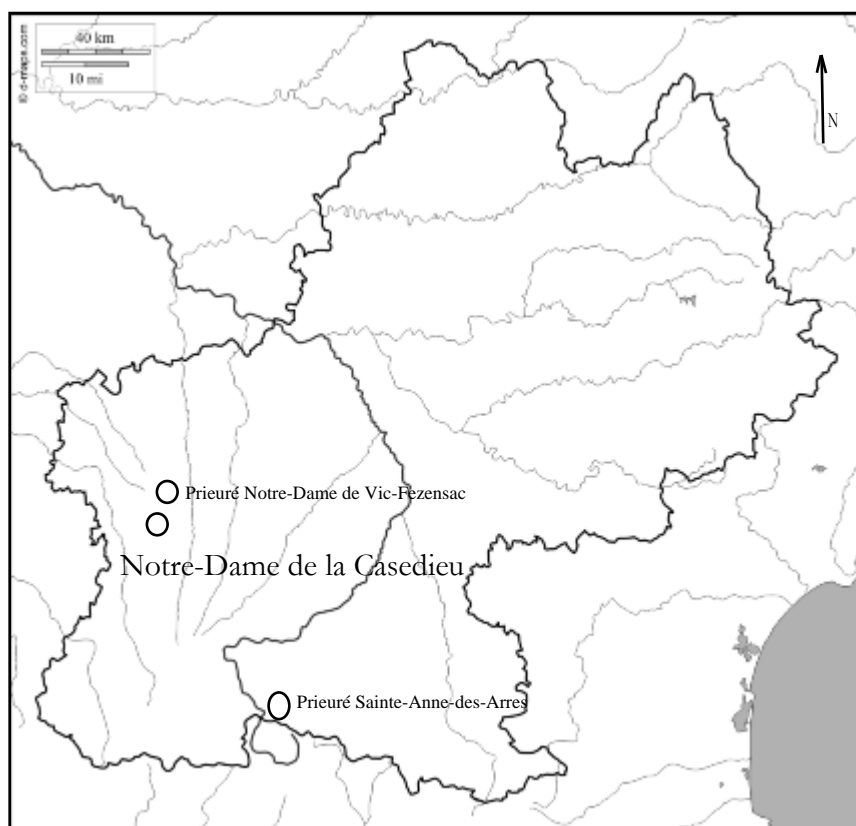 © d-maps.com
40 km
10 mi
N
Prieuré Notre-Dame de Vic-Fezensac
Notre-Dame de la Casedieu
Prieuré Sainte-Anne-des-Arres